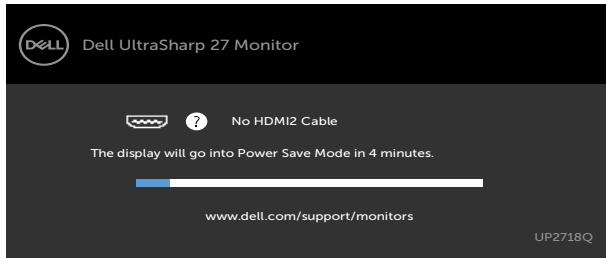 DELL
Dell UltraSharp 27 Monitor
? No HDMI2 Cable
The display will go into Power Save Mode in 4 minutes.
www.dell.com/support/monitors
UP2718Q